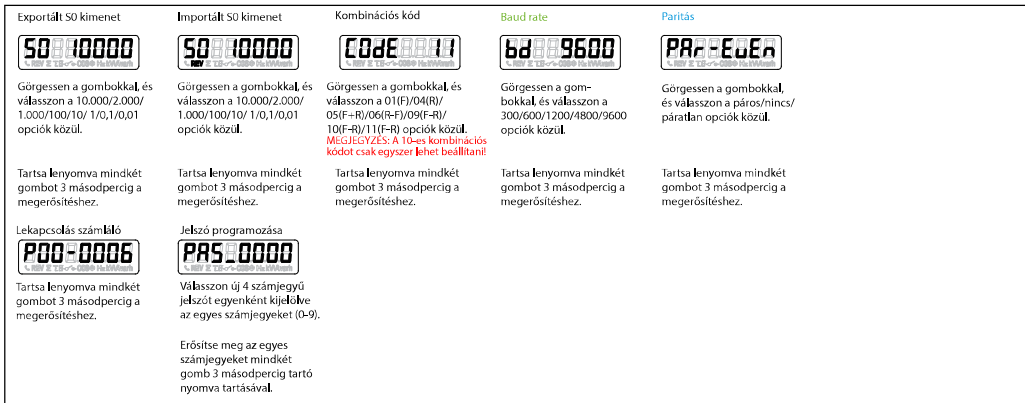 Exportált S0 kimenet
S0 10000
Görgessen a gombokkal, és
válasszon a 10.000/2.000/
1.000/100/10/ 1/0,1/0,01
opciók közül.
Tartsa lenyomva mindkét
gombot 3 másodpercig a
megerősítéshez.
Importált S0 kimenet
S0 10000
REV
Görgessen a gombokkal, és
válasszon a 10.000/2.000/
1.000/100/10/ 1/0,1/0,01
opciók közül.
Tartsa lenyomva mindkét
gombot 3 másodpercig a
megerősítéshez.
Kombinációs kód
COdE 11
Görgessen a gombokkal, és
válasszon a 01(F)/04(R)/
05(F+R)/06(R-F)/09(F-R)/
10(F-R)/11(F-R) opciók közül.
MEGJEGYZÉS: A 10-es kombinációs
kódot csak egyszer lehet beállítani!
Tartsa lenyomva mindkét
gombot 3 másodpercig a
megerősítéshez.
Baud rate
bd 9600
Görgessen a gom-
bokkal, és válasszon a
300/600/1200/4800/9600
opciók közül.
Tartsa lenyomva mindkét
gombot 3 másodpercig a
megerősítéshez.
Paritás
PAr-EvEn
Görgessen a gombokkal,
és válasszon a páros/nincs/
páratlan opciók közül.
Tartsa lenyomva mindkét
gombot 3 másodpercig a
megerősítéshez.
Lekapcsolás számláló
P00-0006
Tartsa lenyomva mindkét
gombot 3 másodpercig a
megerősítéshez.
Jelszó programozása
PAS_0000
Válasszon új 4 számjegyű
jelszót egyenként kijelölve
az egyes számjegyeket (0-9).
Erősítse meg az egyes
számjegyeket mindkét
gomb 3 másodpercig tartó
nyomva tartásával.